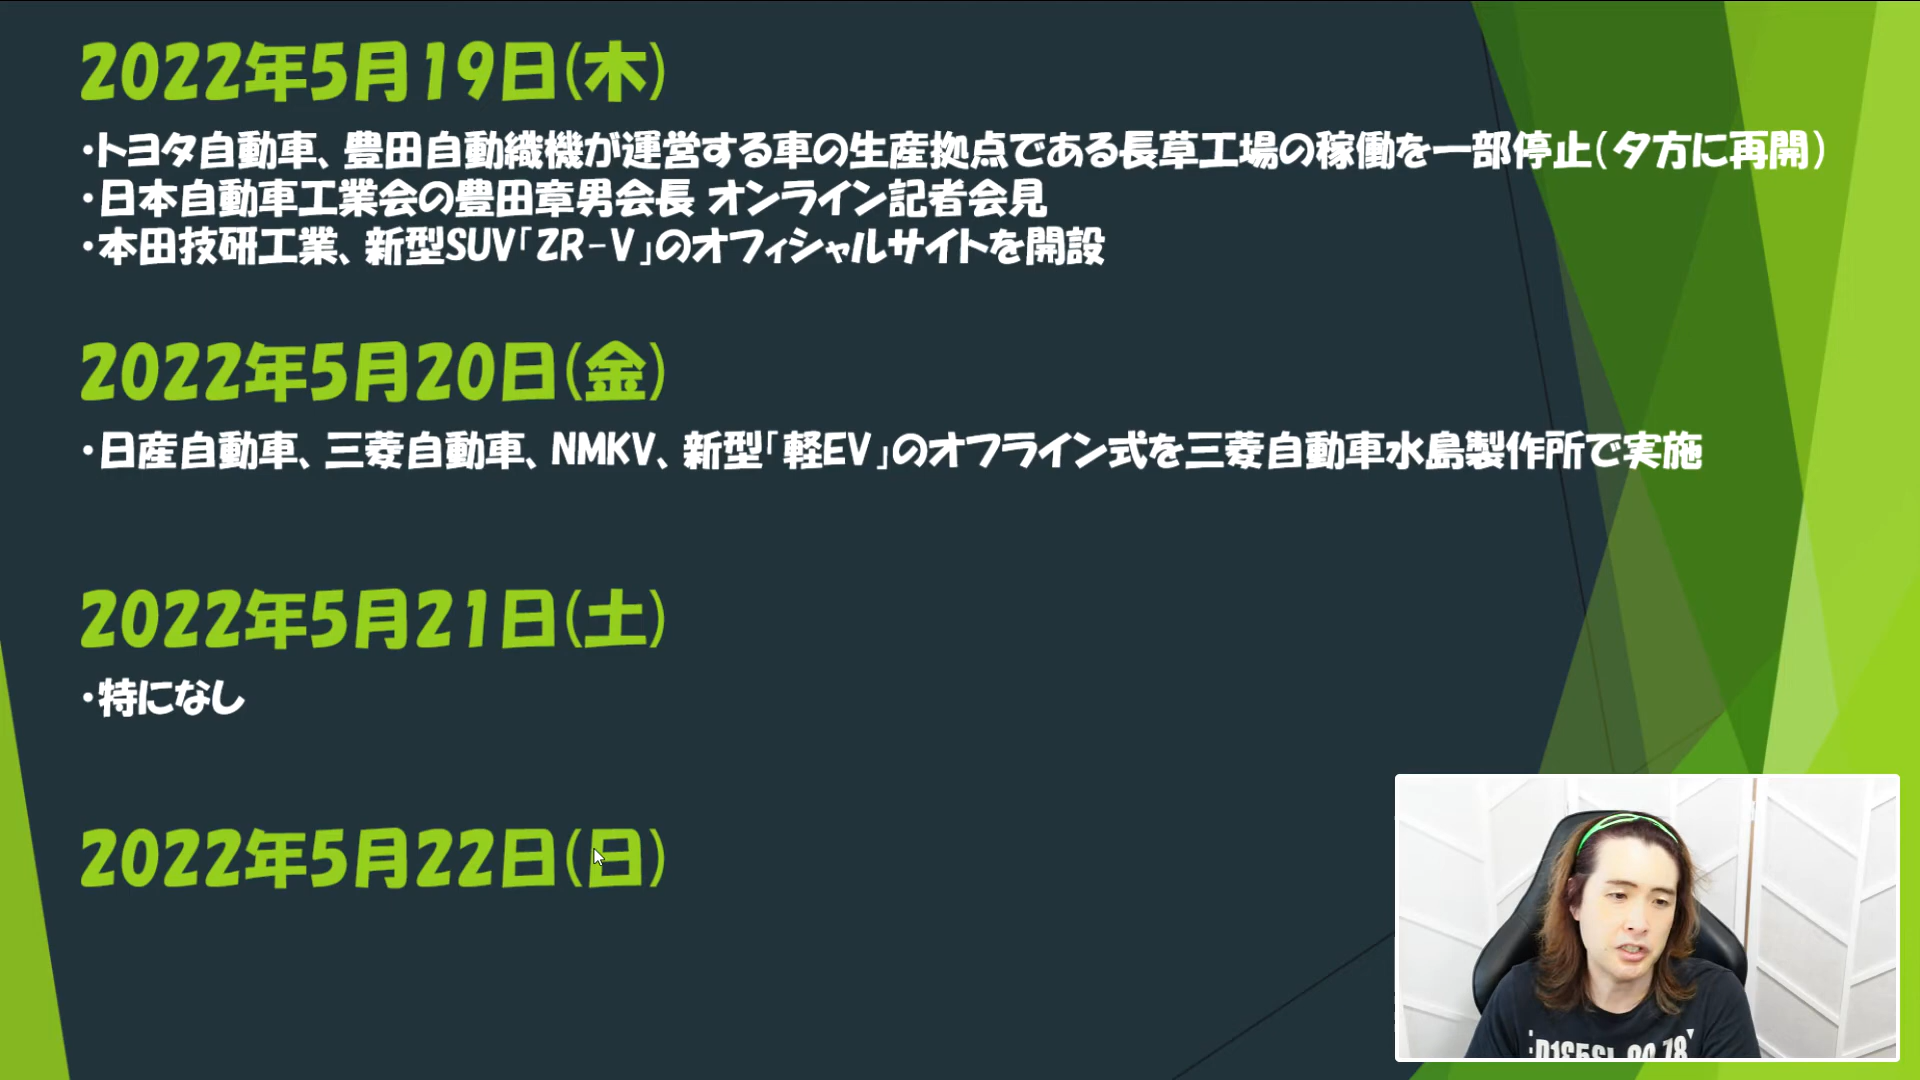 2022年5月19日(木)
・トヨタ自動車、豊田自動織機が運営する車の生産拠点である長草工場の稼働を一部停止(夕方に再開)
・日本自動車工業会の豊田章男会長 オンライン記者会見
・本田技研工業、新型SUV「ZR-V」のオフィシャルサイトを開設
2022年5月20日(金)
・日産自動車、三菱自動車、NMKV、新型「軽EV」のオフライン式を三菱自動車水島製作所で実施
2022年5月21日(土)
・特になし
2022年5月22日(日)